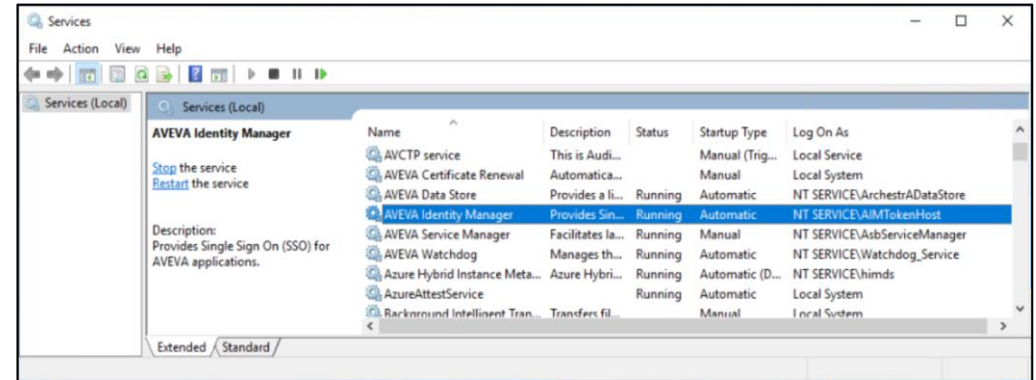 Services
File Action View Help
Services (Local)
Services (Local)
AVEVA Identity Manager
Stop the service
Restart the service
Description:
Provides Single Sign On (SSO) for
AVEVA applications.
Name Description Status Startup Type Log On As
AVCTP service This is Audi... Manual (Trig... Local Service
AVEVA Certificate Renewal Automatica... Manual Local System
AVEVA Data Store Provides a li... Running Automatic NT SERVICE\ArchestrADataStore
AVEVA Identity Manager Provides Sin... Running Automatic NT SERVICE\AIMTokenHost
AVEVA Service Manager Facilitates la... Running Manual NT SERVICE\AsbServiceManager
AVEVA Watchdog Manages th... Running Automatic NT SERVICE\Watchdog_Service
Azure Hybrid Instance Meta... Azure Hybri... Running Automatic (D... NT SERVICE\himds
AzureAttestService Running Automatic Local System
Background Intelligent Tran... Transfers fil... Manual Local System
Extended Standard